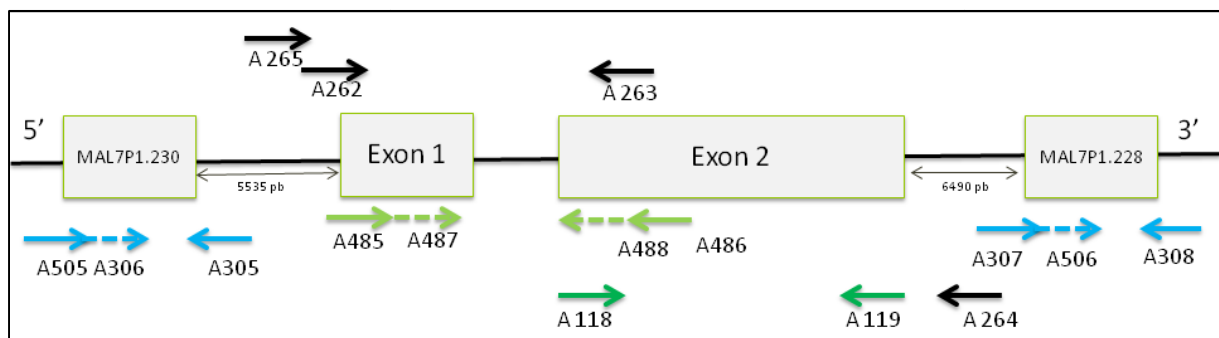 A 265
A262
A 263
5'
3'
MAL7P1.230
Exon 1
Exon 2
MAL7P1.228
5535 pb
6490 pb
A485
A487
A488
A486
A505 A306
A305
A307
A506
A308
A 118
A 119
A 264